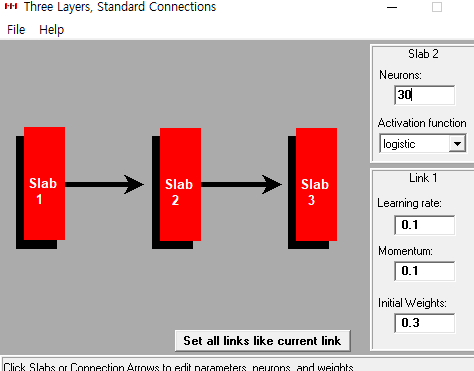 Three Layers, Standard Connections
File Help
Slab 2
Neurons:
30
Activation function
logistic
Slab 1
Slab 2
Slab 3
Link 1
Learning rate:
0.1
Momentum:
0.1
Initial Weights:
0.3
Set all links like current link
Click Slabs or Connection Arrows to edit parameters, neurons, and weights